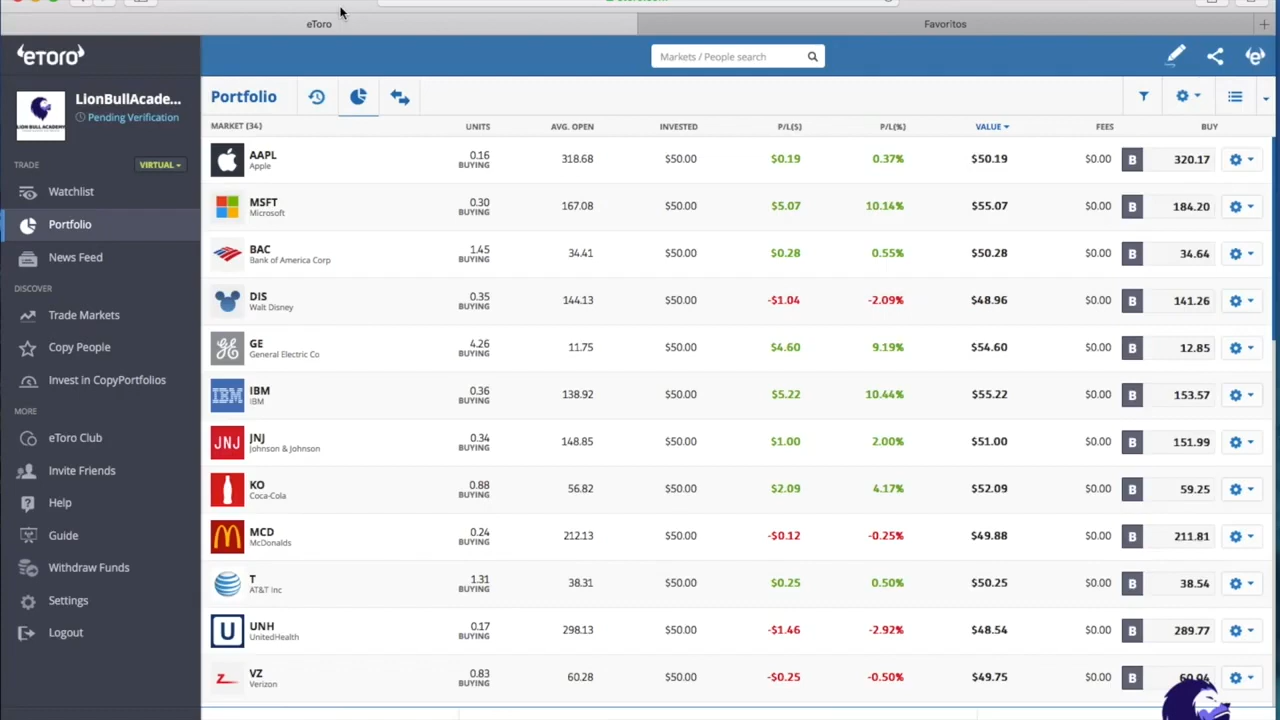 eToro
Favoritos
eTORO
Markets / People search
LionBullAcade...
Pending Verification
LION BULL ACADEMY
TRADE
VIRTUAL
Watchlist
Portfolio
News Feed
DISCOVER
Trade Markets
Copy People
Invest in CopyPortfolios
MORE
eToro Club
Invite Friends
Help
Guide
Withdraw Funds
Settings
Logout
Portfolio
MARKET (34) UNITS AVG. OPEN INVESTED P/L($) P/L(%) VALUE FEES BUY
AAPL 0.16 318.68 $50.00 $0.19 0.37% $50.19 $0.00 B 320.17
Apple BUYING
MSFT 0.30 167.08 $50.00 $5.07 10.14% $55.07 $0.00 B 184.20
Microsoft BUYING
BAC 1.45 34.41 $50.00 $0.28 0.55% $50.28 $0.00 B 34.64
Bank of America Corp BUYING
DIS 0.35 144.13 $50.00 -$1.04 -2.09% $48.96 $0.00 B 141.26
Walt Disney BUYING
GE 4.26 11.75 $50.00 $4.60 9.19% $54.60 $0.00 B 12.85
General Electric Co BUYING
IBM IBM 0.36 138.92 $50.00 $5.22 10.44% $55.22 $0.00 B 153.57
IBM BUYING
JNJ JNJ 0.34 148.85 $50.00 $1.00 2.00% $51.00 $0.00 B 151.99
Johnson & Johnson BUYING
KO 0.88 56.82 $50.00 $2.09 4.17% $52.09 $0.00 B 59.25
Coca-Cola BUYING
MCD 0.24 212.13 $50.00 -$0.12 -0.25% $49.88 $0.00 B 211.81
McDonalds BUYING
T 1.31 38.31 $50.00 $0.25 0.50% $50.25 $0.00 B 38.54
AT&T Inc BUYING
U UNH 0.17 298.13 $50.00 -$1.46 -2.92% $48.54 $0.00 B 289.77
UnitedHealth BUYING
VZ 0.83 60.28 $50.00 -$0.25 -0.50% $49.75 $0.00 B
Verizon BUYING